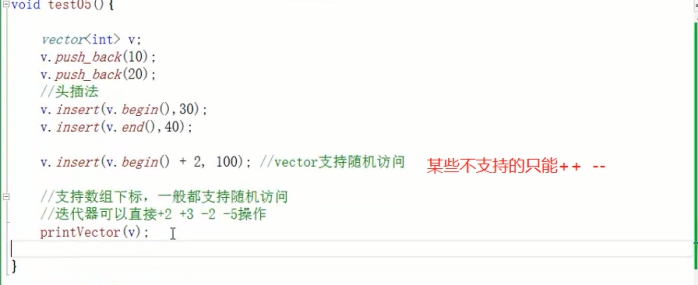 void test05(){
vector<int> v;
v.push_back(10);
v.push_back(20);
//头插法
v.insert(v.begin(),30);
v.insert(v.end(),40);
v.insert(v.begin() + 2, 100); //vector支持随机访问 某些不支持的只能++ --
//支持数组下标，一般都支持随机访问
//迭代器可以直接+2 +3 -2 -5操作
printVector(v);
}